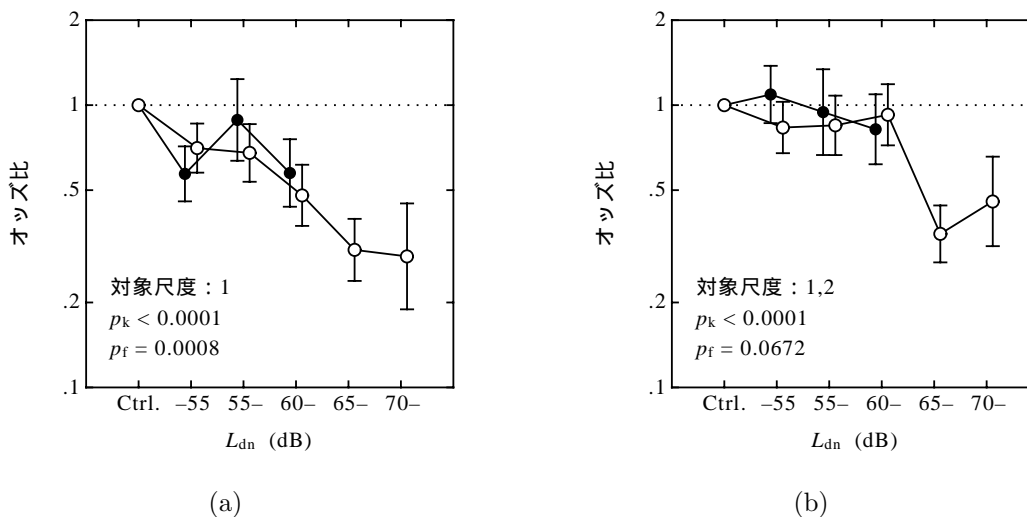 2
1
.5
.2
.1
オッズ比
対象尺度：1
pk < 0.0001
pf = 0.0008
Ctrl. –55 55– 60– 65– 70–
Ldn (dB)
(a)
2
1
.5
.2
.1
オッズ比
対象尺度：1,2
pk < 0.0001
pf = 0.0672
Ctrl. –55 55– 60– 65– 70–
Ldn (dB)
(b)